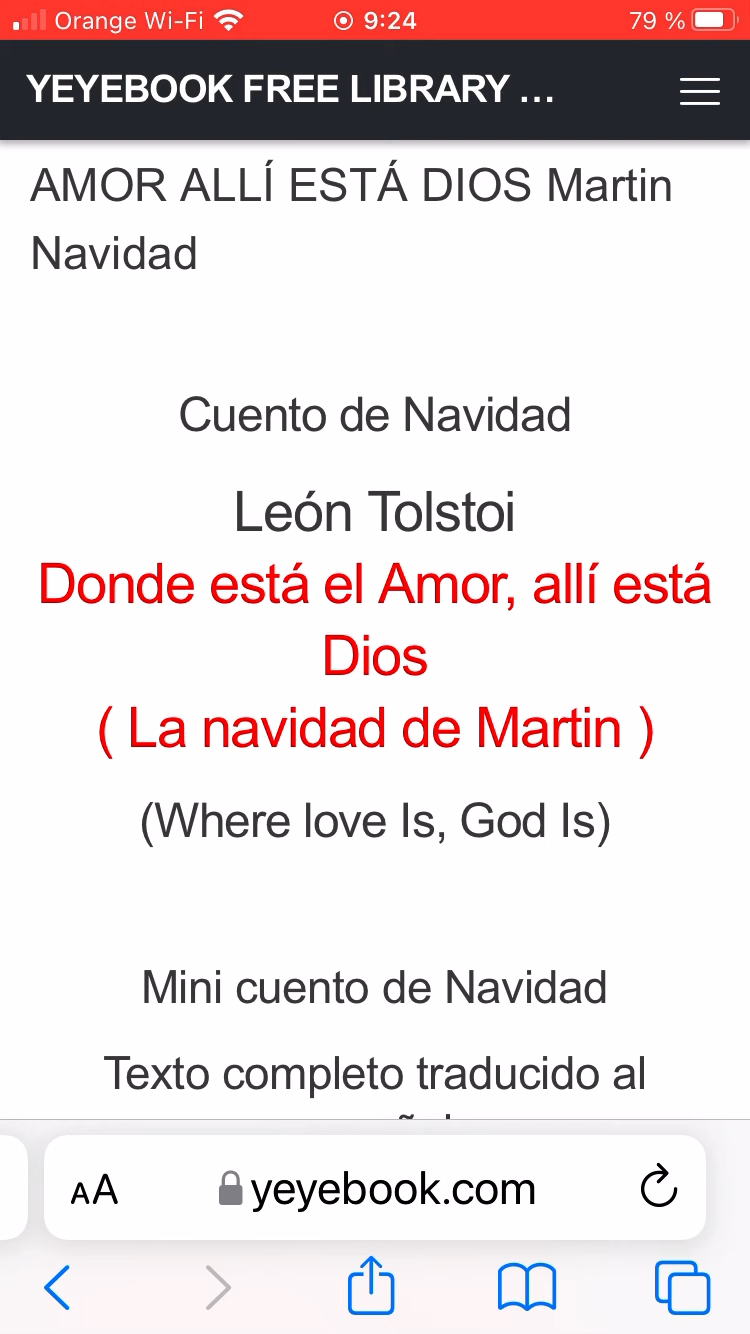 Orange Wi-Fi 9:24 79 %
YEYEBOOK FREE LIBRARY ...
AMOR ALLÍ ESTÁ DIOS Martin
Navidad
Cuento de Navidad
León Tolstoi
Donde está el Amor, allí está
Dios
( La navidad de Martin )
(Where love Is, God Is)
Mini cuento de Navidad
Texto completo traducido al
AA yeyebook.com